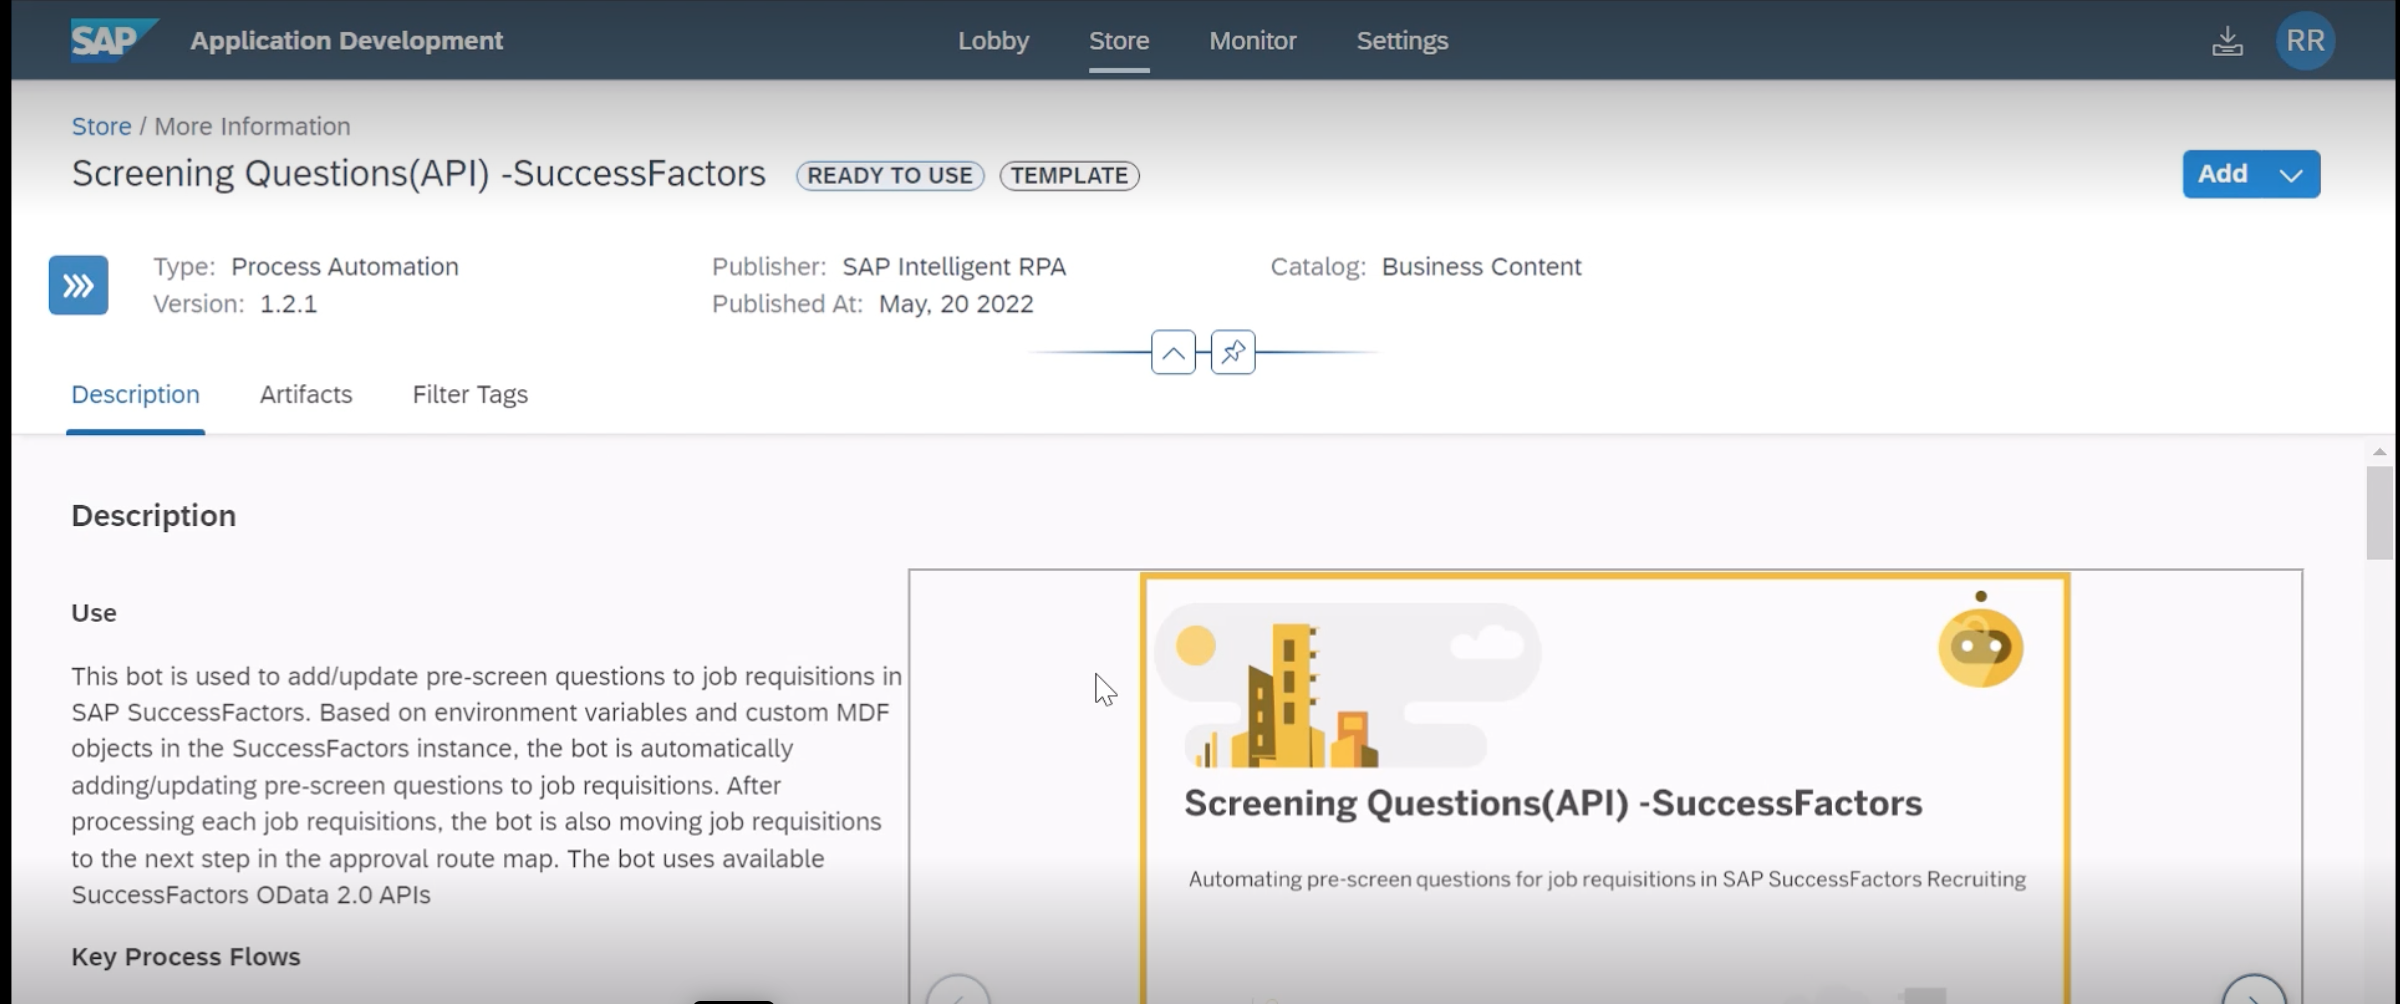 SAP Application Development Lobby Store Monitor Settings RR
Store / More Information
Screening Questions(API) -SuccessFactors READY TO USE TEMPLATE Add
Type: Process Automation Publisher: SAP Intelligent RPA Catalog: Business Content
Version: 1.2.1 Published At: May, 20 2022
Description Artifacts Filter Tags
Description
Use
This bot is used to add/update pre-screen questions to job requisitions in
SAP SuccessFactors. Based on environment variables and custom MDF
objects in the SuccessFactors instance, the bot is automatically
adding/updating pre-screen questions to job requisitions. After
processing each job requisitions, the bot is also moving job requisitions
to the next step in the approval route map. The bot uses available
SuccessFactors OData 2.0 APIs
Key Process Flows
Screening Questions(API) -SuccessFactors
Automating pre-screen questions for job requisitions in SAP SuccessFactors Recruiting